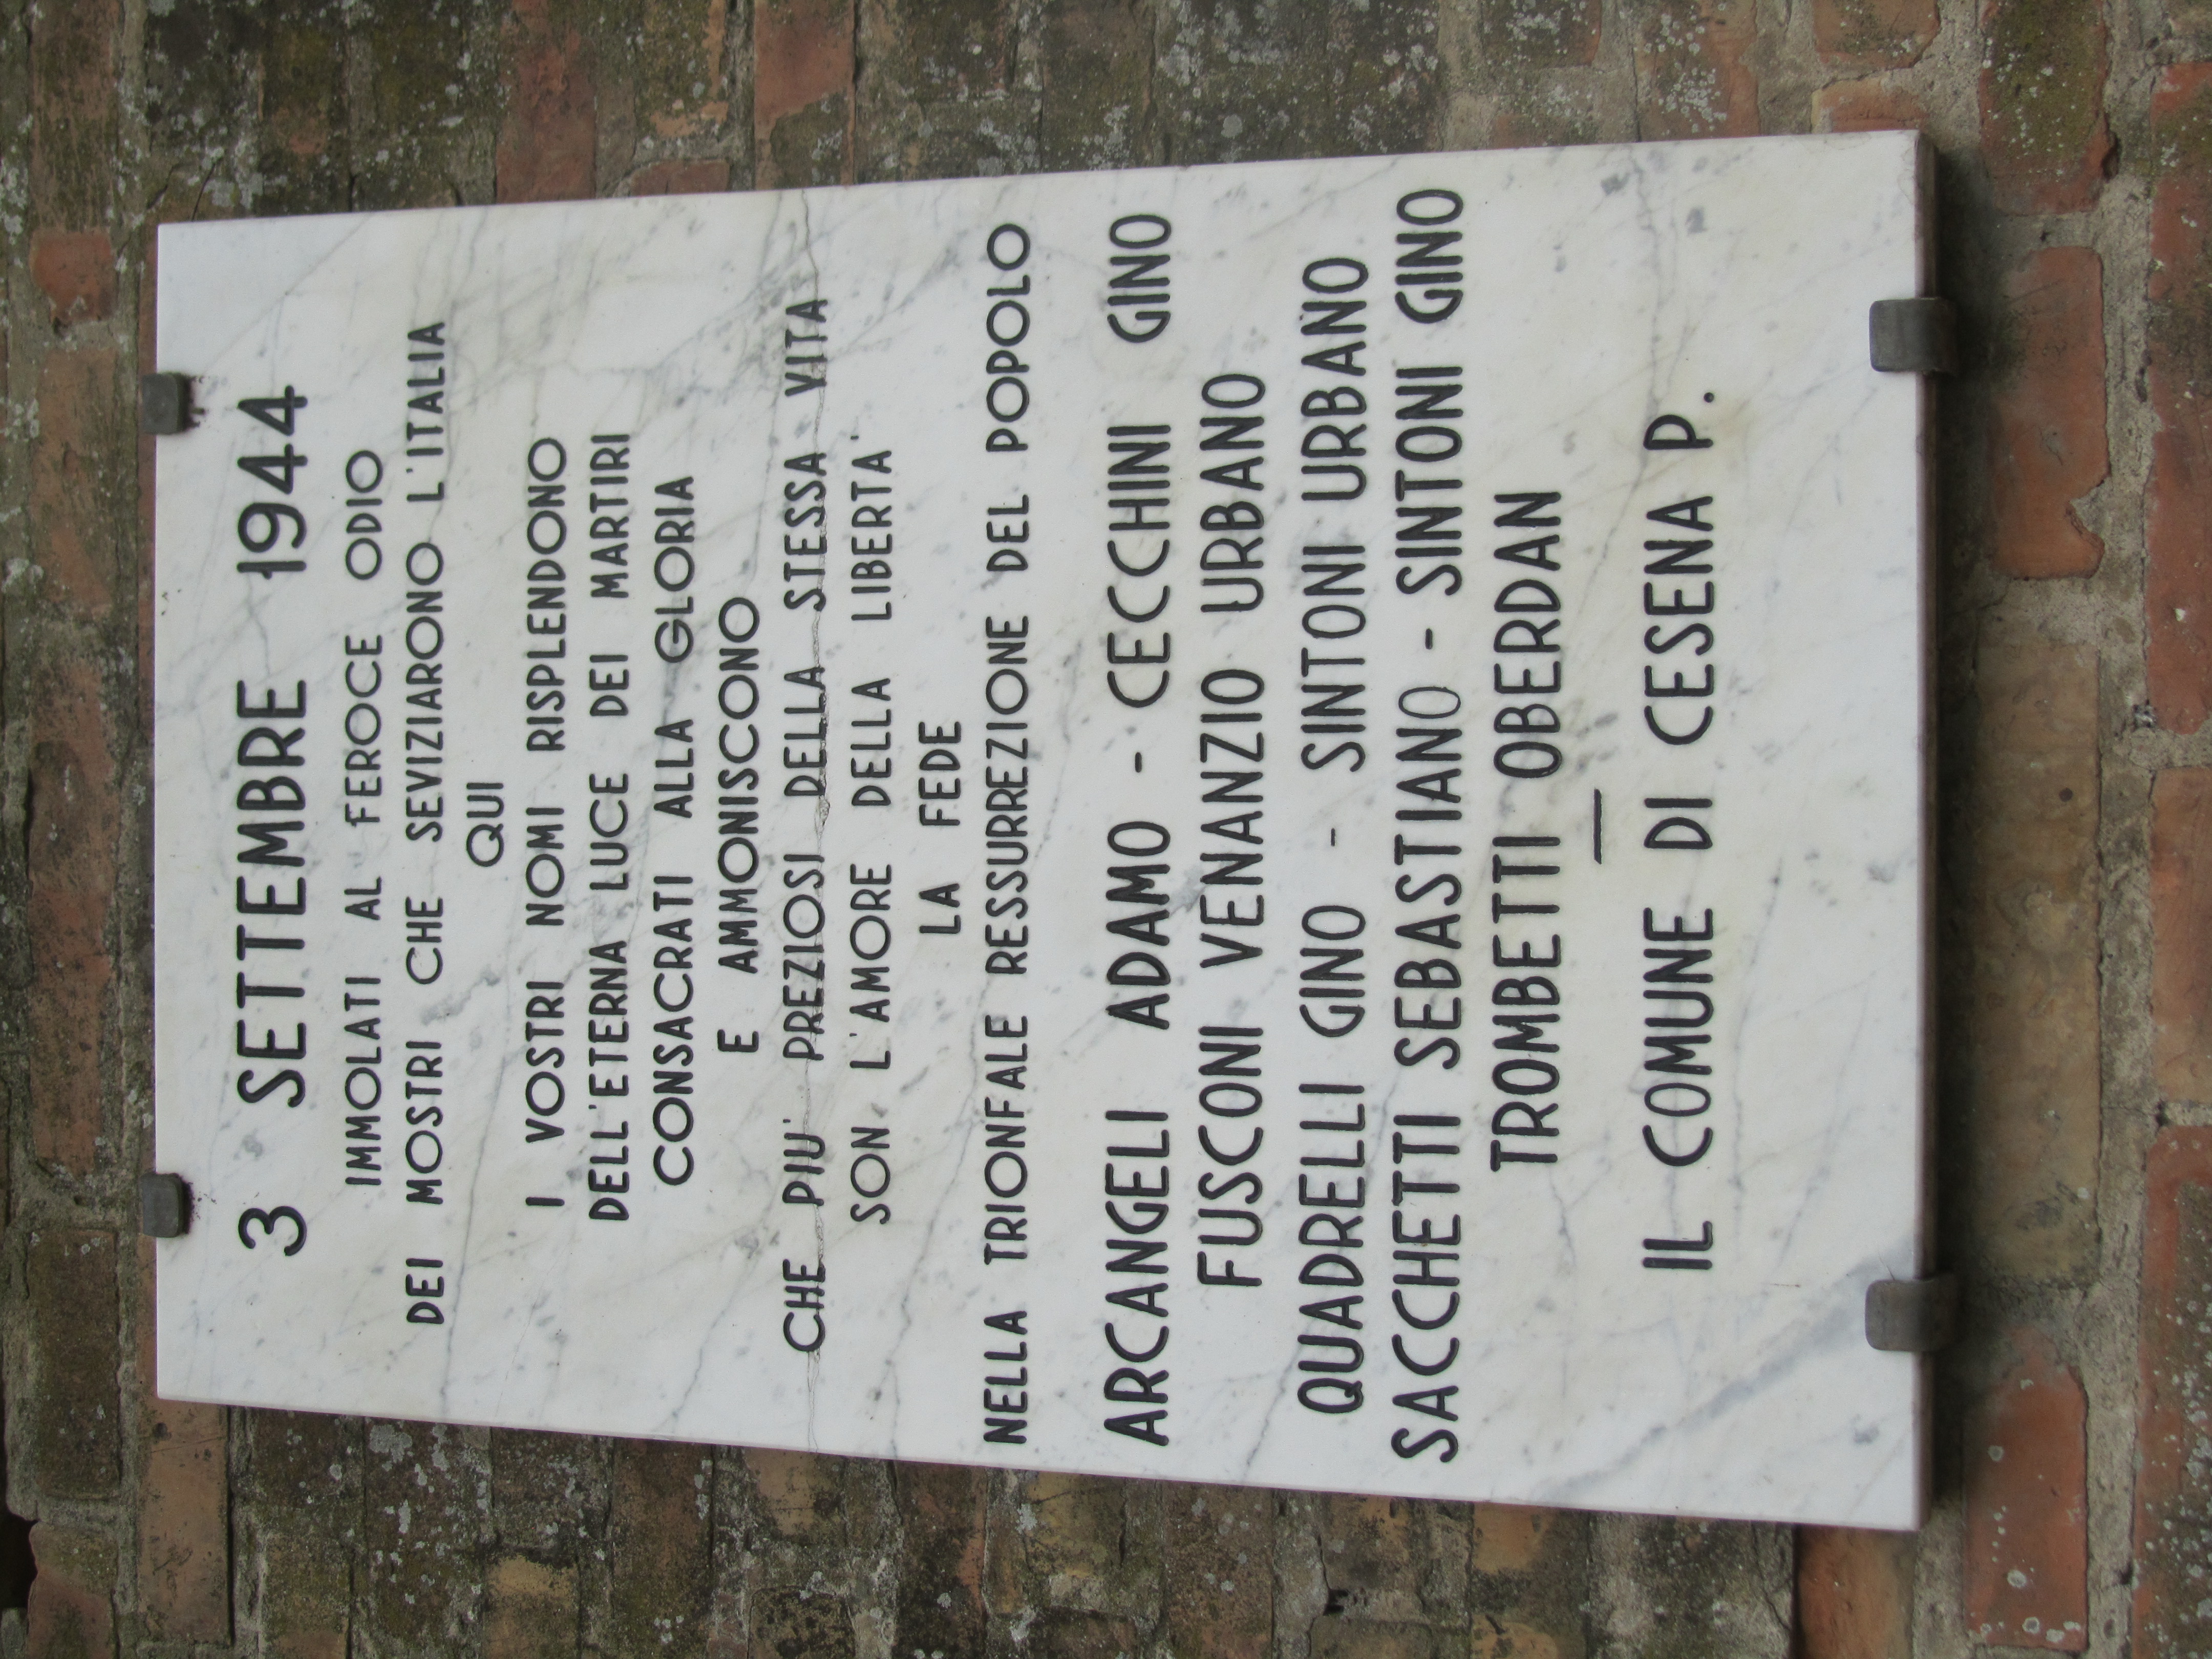 3 SETTEMBRE 1944
IMMOLATI AL FEROCE ODIO
DEI MOSTRI CHE SEVIZIARONO L'ITALIA
QUI
I VOSTRI NOMI RISPLENDONO
DELL'ETERNA LUCE DEI MARTIRI
CONSACRATI ALLA GLORIA
E AMMONISCONO
CHE PIU' PREZIOSI DELLA STESSA VITA
SON L'AMORE DELLA LIBERTA'
LA FEDE
NELLA TRIONFALE RESSURREZIONE DEL POPOLO
ARCANGELI ADAMO - CECCHINI GINO
FUSCONI VENANZIO URBANO
QUADRELLI GINO - SINTONI URBANO
SACCHETTI SEBASTIANO - SINTONI GINO
TROMBETTI OBERDAN
—
IL COMUNE DI CESENA P.